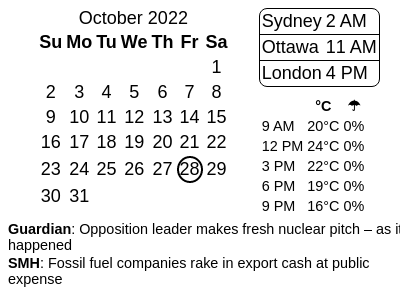 October 2022
Su Mo Tu We Th Fr Sa
1
2 3 4 5 6 7 8
9 10 11 12 13 14 15
16 17 18 19 20 21 22
23 24 25 26 27 28 29
30 31
Sydney 2 AM
Ottawa 11 AM
London 4 PM
°C ☂
9 AM 20°C 0%
12 PM 24°C 0%
3 PM 22°C 0%
6 PM 19°C 0%
9 PM 16°C 0%
Guardian: Opposition leader makes fresh nuclear pitch – as it
happened
SMH: Fossil fuel companies rake in export cash at public
expense